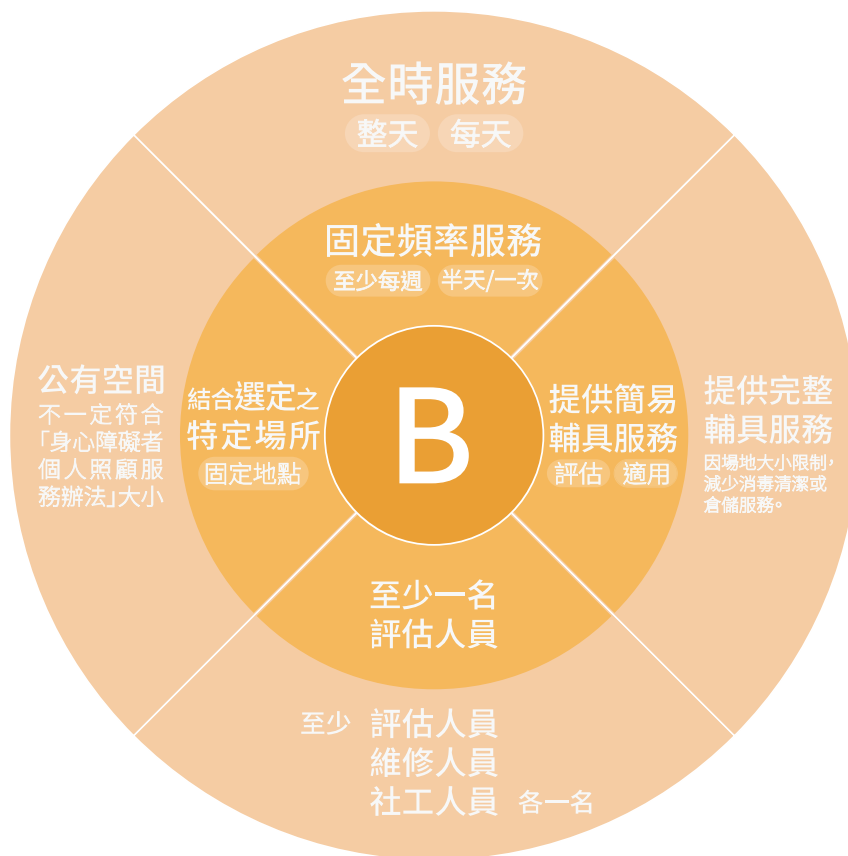 全時服務
整天 每天
固定頻率服務
至少每週 半天/一次
公有空間
不一定符合
「身心障礙者
個人照顧服
務辦法」大小
結合選定之
特定場所
固定地點
B
提供簡易
輔具服務
評估 適用
提供完整
輔具服務
因場地大小限制,
減少消毒清潔或
倉儲服務。
至少一名
評估人員
至少 評估人員
維修人員
社工人員 各一名